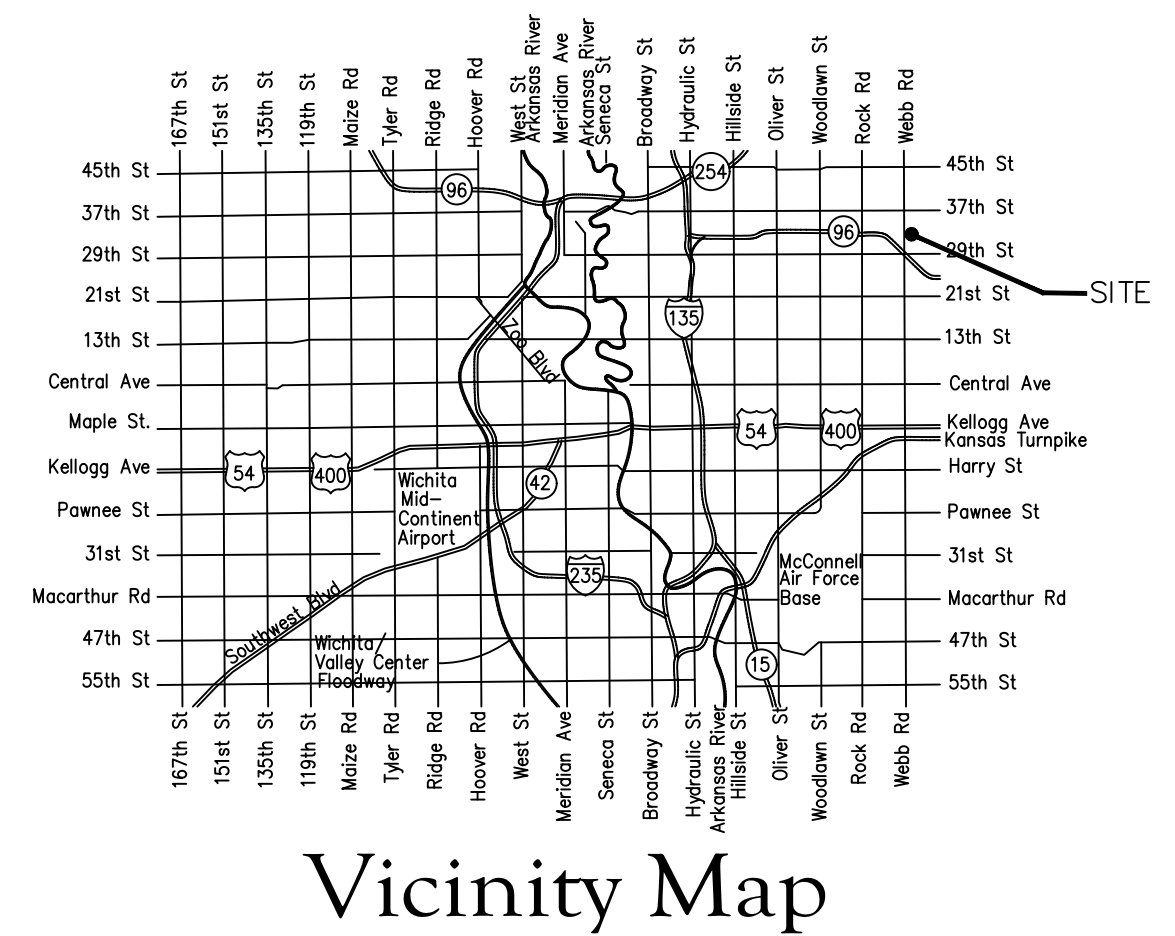 167th St
151st St
135th St
119th St
Maize Rd
Tyler Rd
Ridge Rd
Hoover Rd
West St
Arkansas River
Meridian Ave
Arkansas River
Seneca St
Broadway St
Hydraulic St
Hillside St
Oliver St
Woodlawn St
Rock Rd
Webb Rd
45th St
45th St
254
96
37th St
37th St
96
29th St
29th St
21st St
21st St
SITE
135
13th St
13th St
Zoo Blvd
Central Ave
Central Ave
Maple St.
54
400
Kellogg Ave
Kansas Turnpike
Kellogg Ave
54
400
Harry St
Wichita
Mid-
Continent
Airport
42
Pawnee St
Pawnee St
31st St
31st St
McConnell
Air Force
Base
235
Macarthur Rd
Macarthur Rd
Southwest Blvd
47th St
47th St
Wichita/
Valley Center
Floodway
15
55th St
55th St
167th St
151st St
135th St
119th St
Maize Rd
Tyler Rd
Ridge Rd
Hoover Rd
West St
Meridian Ave
Seneca St
Broadway St
Hydraulic St
Arkansas River
Hillside St
Oliver St
Woodlawn St
Rock Rd
Webb Rd
Vicinity Map